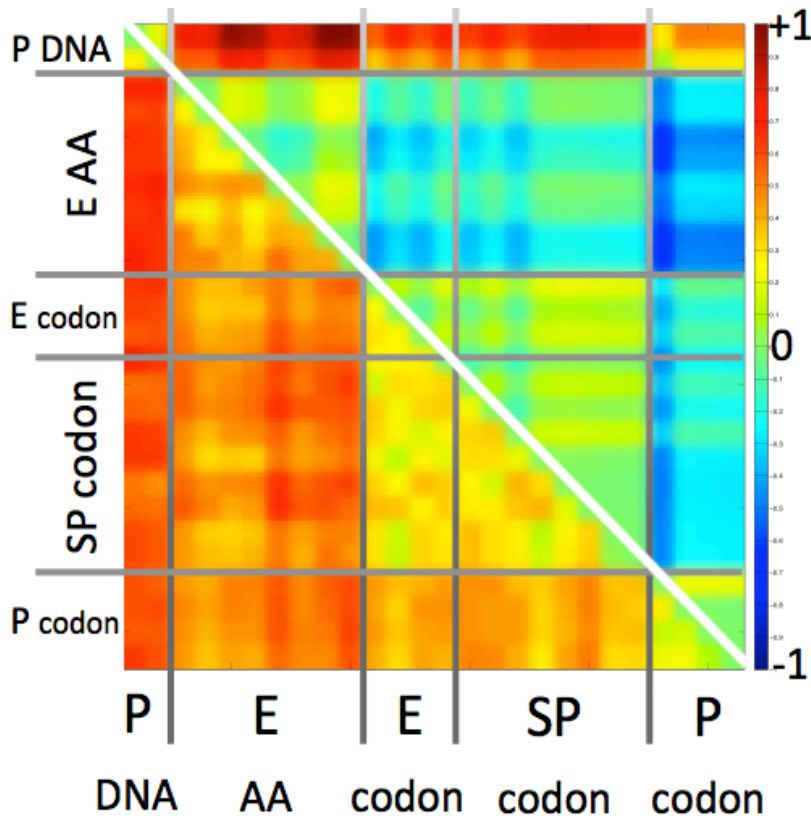 P DNA
E AA
E codon
SP codon
P codon
+1
0
-1
P E E SP P
DNA AA codon codon codon